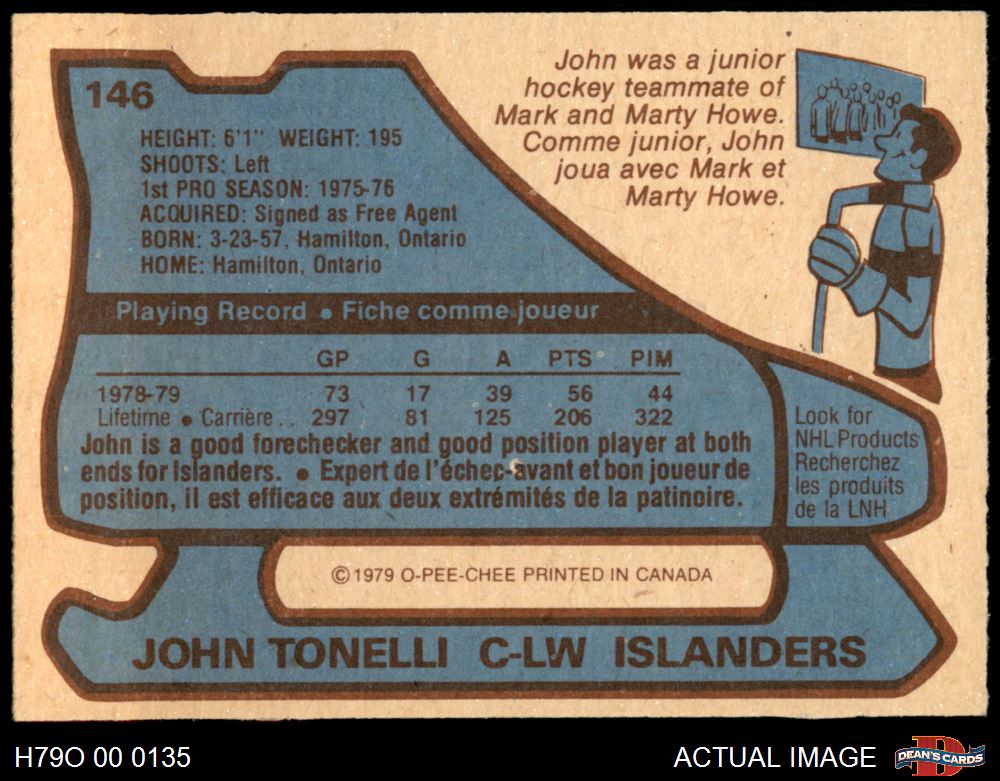 146
HEIGHT: 6'1" WEIGHT: 195
SHOOTS: Left
1st PRO SEASON: 1975-76
ACQUIRED: Signed as Free Agent
BORN: 3-23-57, Hamilton, Ontario
HOME: Hamilton, Ontario
John was a junior
hockey teammate of
Mark and Marty Howe.
Comme junior, John
joua avec Mark et
Marty Howe.
Playing Record • Fiche comme joueur
GP G A PTS PIM
1978-79 73 17 39 56 44
Lifetime • Carrière . . 297 81 125 206 322
John is a good forechecker and good position player at both
ends for Islanders. • Expert de l'échec-avant et bon joueur de
position, il est efficace aux deux extrémités de la patinoire.
Look for
NHL Products
Recherchez
les produits
de la LNH
© 1979 O-PEE-CHEE PRINTED IN CANADA
JOHN TONELLI C-LW ISLANDERS
H79O 00 0135
ACTUAL IMAGE
D
DEAN'S CARDS